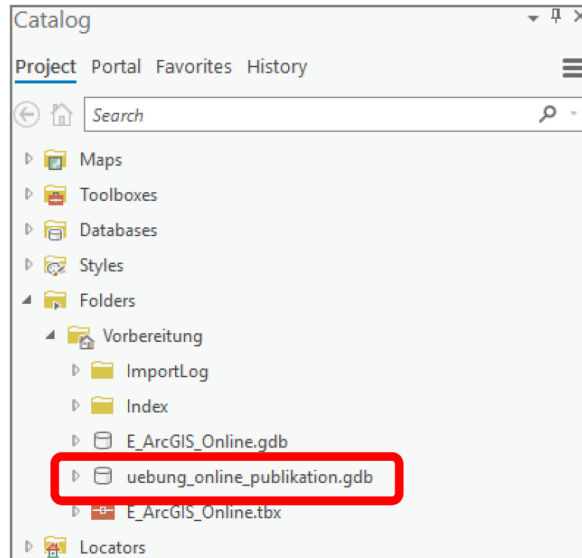 Catalog
Project Portal Favorites History
Search
Maps
Toolboxes
Databases
Styles
Folders
Vorbereitung
ImportLog
Index
E_ArcGIS_Online.gdb
uebung_online_publikation.gdb
E_ArcGIS_Online.tbx
Locators